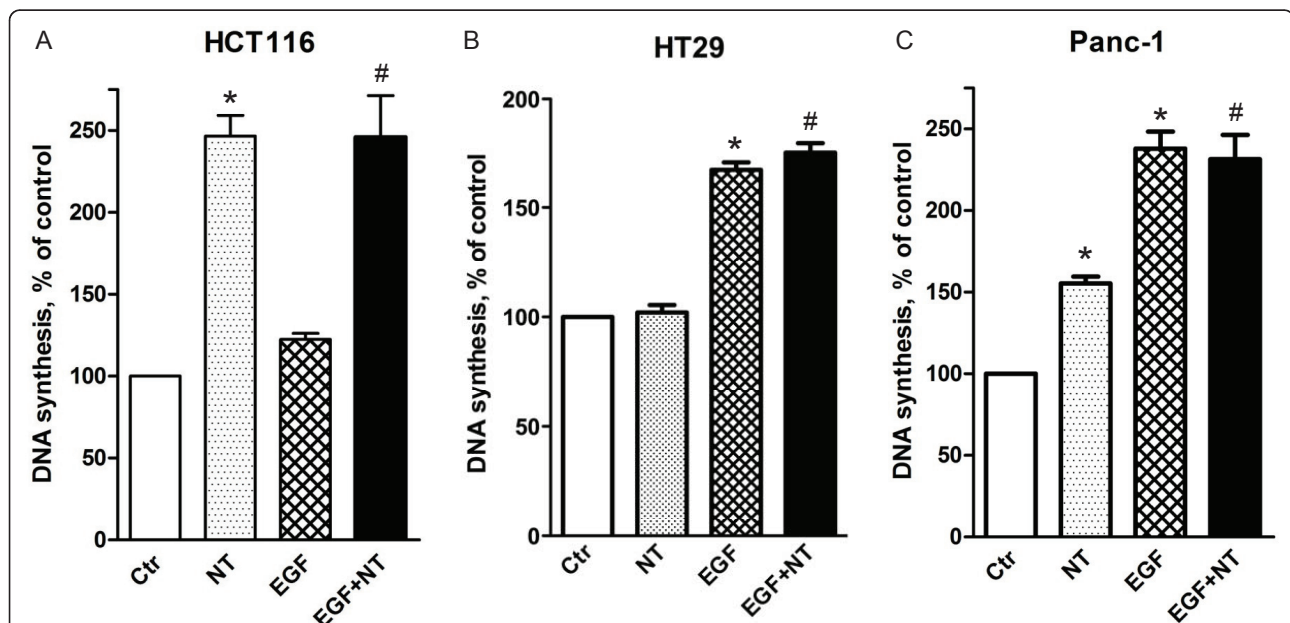 A
HCT116
DNA synthesis, % of control
250
200
150
100
50
0
*
#
Ctr
NT
EGF
EGF+NT
B
HT29
DNA synthesis, % of control
200
150
100
50
0
*
#
Ctr
NT
EGF
EGF+NT
C
Panc-1
DNA synthesis, % of control
250
200
150
100
50
0
*
*
#
Ctr
NT
EGF
EGF+NT